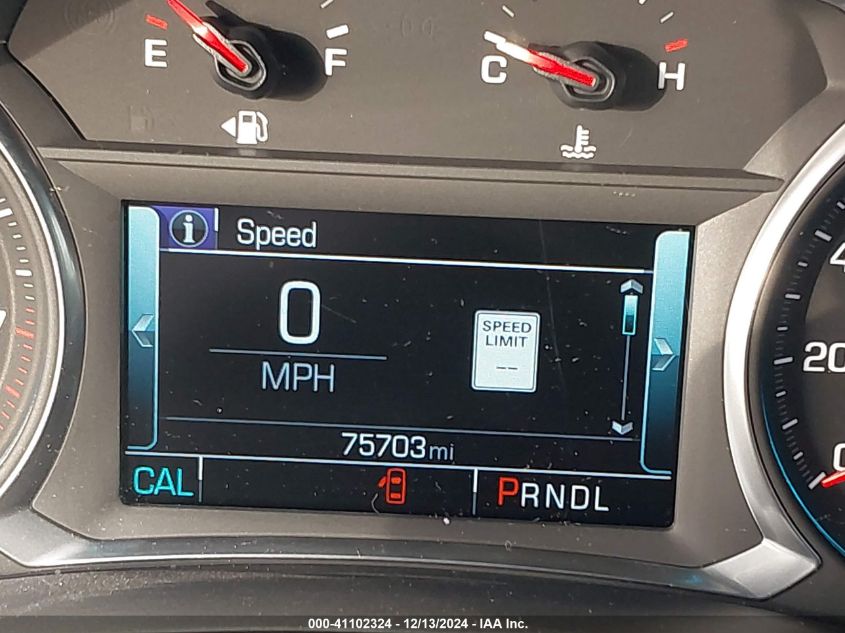 E F C H
Speed
0
MPH
SPEED
LIMIT
--
75703mi
CAL PRNDL
20
000-41102324 - 12/13/2024 - IAA Inc.